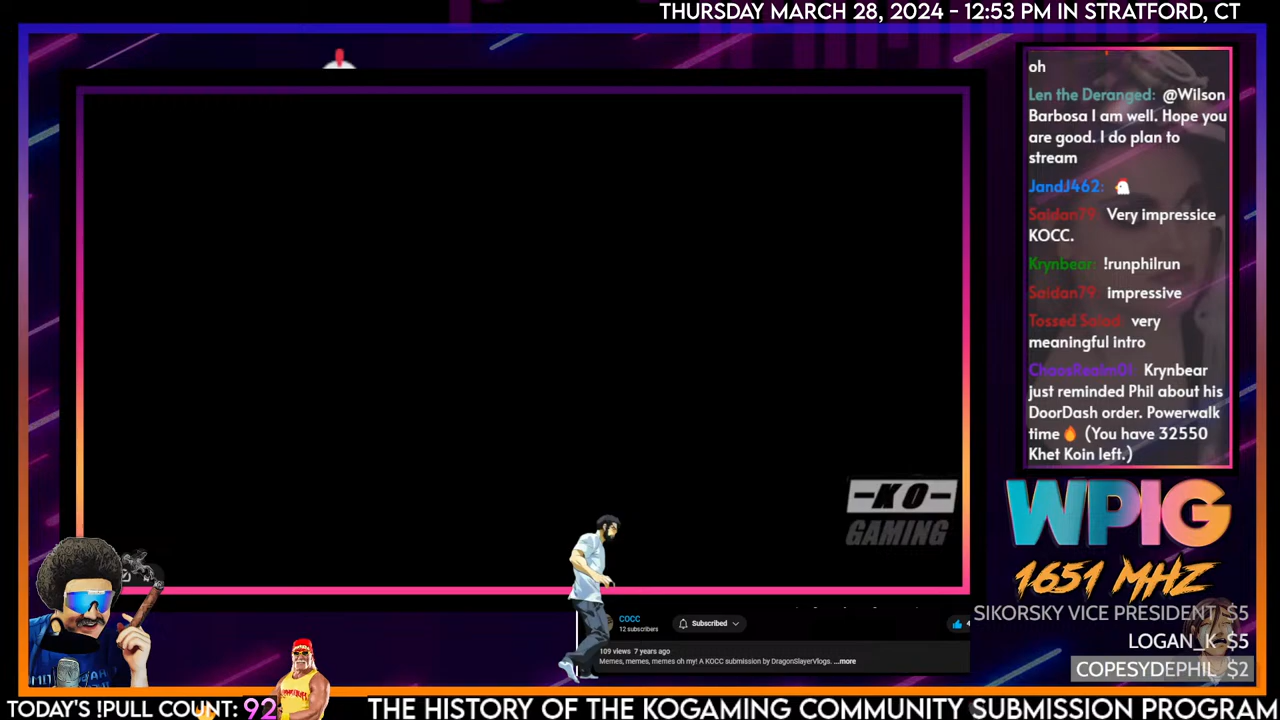 THURSDAY MARCH 28, 2024 - 12:53 PM IN STRATFORD, CT
oh
Len the Deranged: @Wilson
Barbosa I am well. Hope you
are good. I do plan to
stream
JandJ462:
Saidan79: Very impressice
KOCC.
Krynbear: !runphilrun
Saidan79: impressive
Tossed Salad: very
meaningful intro
ChaosRealm01: Krynbear
just reminded Phil about his
DoorDash order. Powerwalk
time (You have 32550
Khet Koin left.)
-KO-
GAMING
WPIG
1651 MHZ
SIKORSKY VICE PRESIDENT $5
LOGAN_K $5
COPESYDEPHIL $2
COCC
12 subscribers
Subscribed
109 views 7 years ago
Memes, memes, memes oh my! A KOCC submission by DragonSlayerVlogs. ...more
TODAY'S !PULL COUNT: 92
THE HISTORY OF THE KOGAMING COMMUNITY SUBMISSION PROGRAM